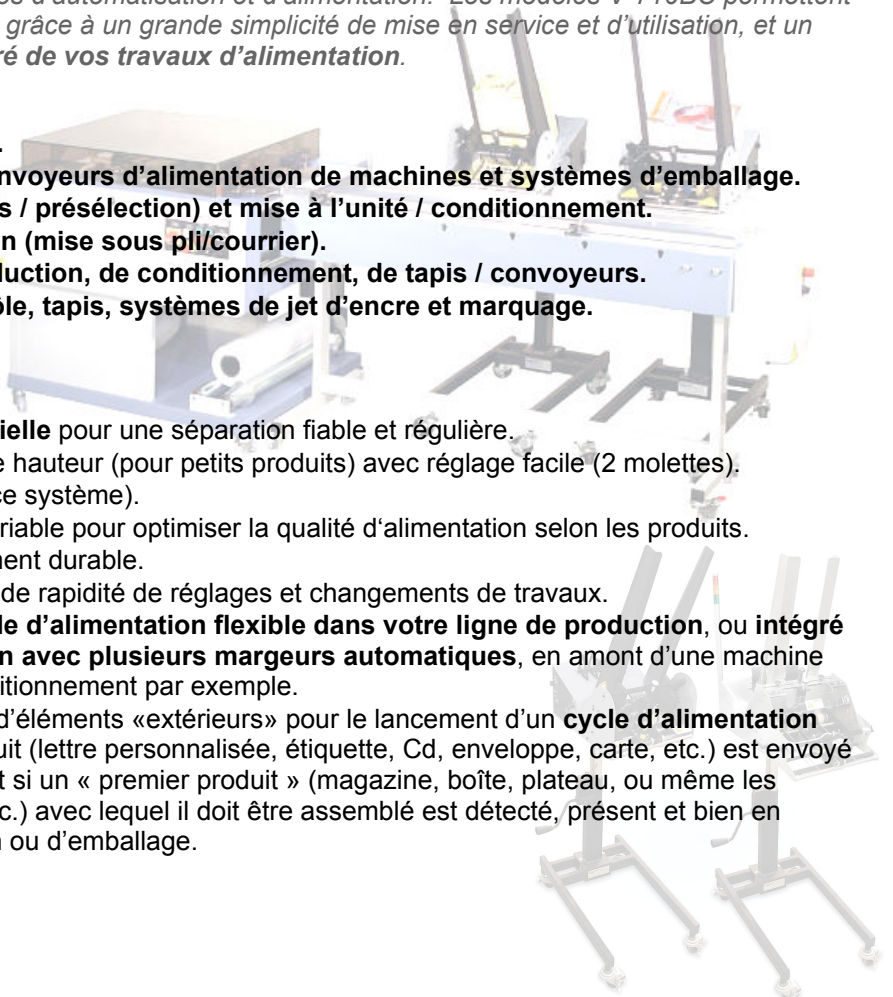 d'automatisation et d'alimentation. Les modèles V-710BC permettent
grâce à un grande simplicité de mise en service et d'utilisation, et un
ré de vos travaux d'alimentation.
.
nvoyeurs d'alimentation de machines et systèmes d'emballage.
s / présélection) et mise à l'unité / conditionnement.
n (mise sous pli/courrier).
luction, de conditionnement, de tapis / convoyeurs.
ôle, tapis, systèmes de jet d'encre et marquage.
ielle pour une séparation fiable et régulière.
e hauteur (pour petits produits) avec réglage facile (2 molettes).
ce système).
riable pour optimiser la qualité d'alimentation selon les produits.
nent durable.
de rapidité de réglages et changements de travaux.
le d'alimentation flexible dans votre ligne de production, ou intégré
n avec plusieurs margeurs automatiques, en amont d'une machine
ditionnement par exemple.
d'éléments «extérieurs» pour le lancement d'un cycle d'alimentation
uit (lettre personnalisée, étiquette, Cd, enveloppe, carte, etc.) est envoyé
t si un « premier produit » (magazine, boîte, plateau, ou même les
c.) avec lequel il doit être assemblé est détecté, présent et bien en
n ou d'emballage.